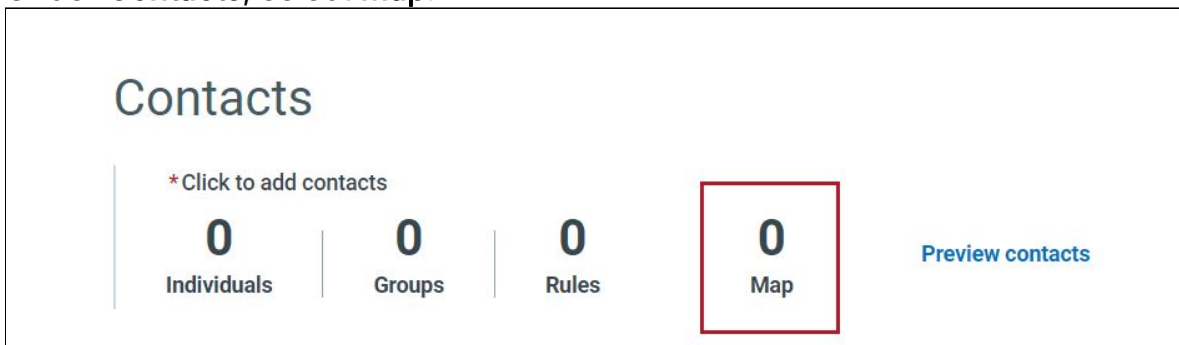 Contacts
*Click to add contacts
0 0 0 0
Individuals Groups Rules Map
Preview contacts